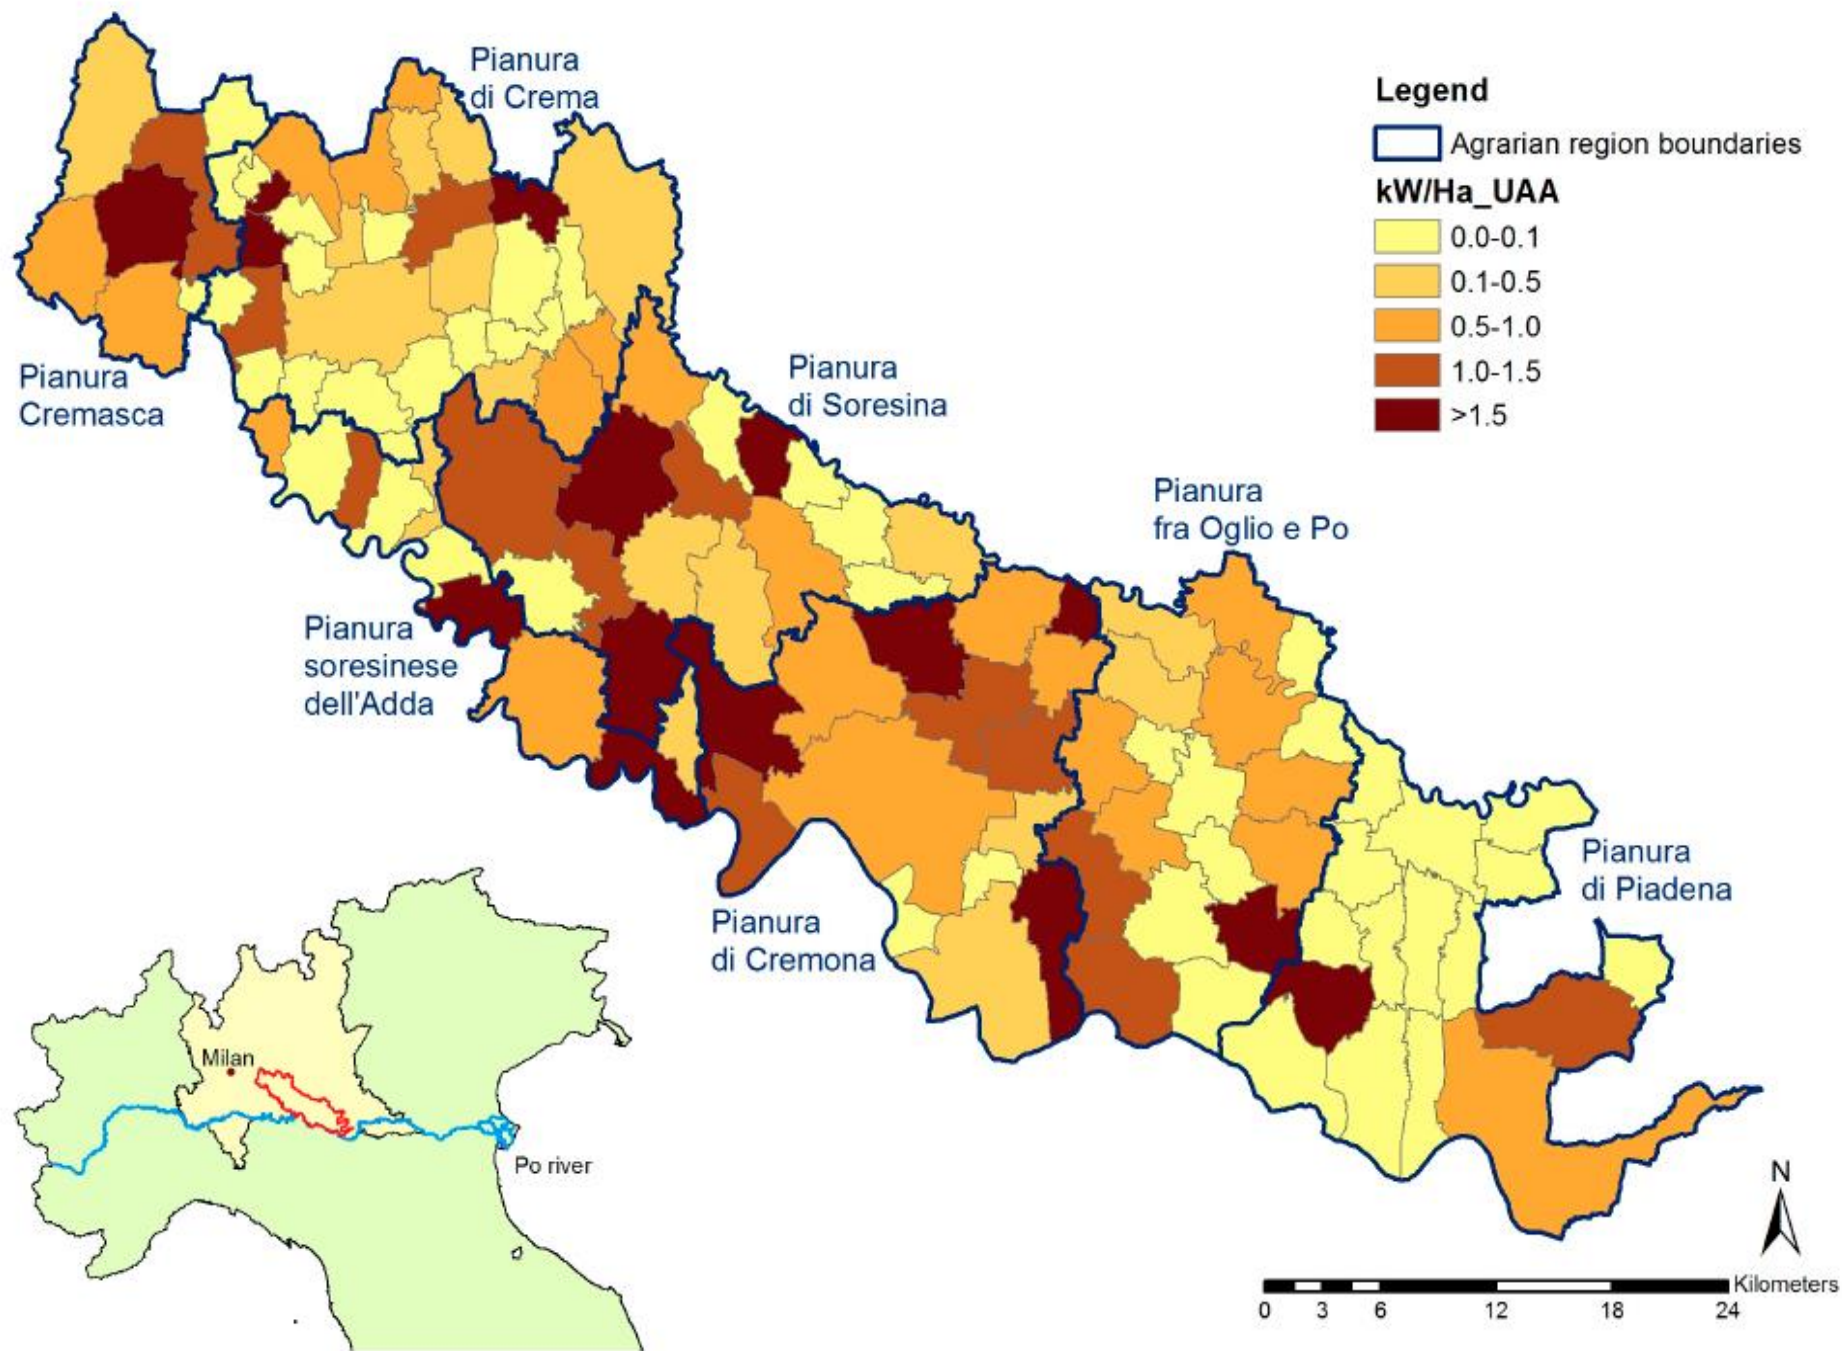 Pianura
di Crema
Legend
Agrarian region boundaries
kW/Ha_UAA
0.0-0.1
0.1-0.5
0.5-1.0
1.0-1.5
>1.5
Pianura
Cremasca
Pianura
di Soresina
Pianura
fra Oglio e Po
Pianura
soresinese
dell'Adda
Pianura
di Piadena
Pianura
di Cremona
Milan
Po river
N
Kilometers
0 3 6 12 18 24